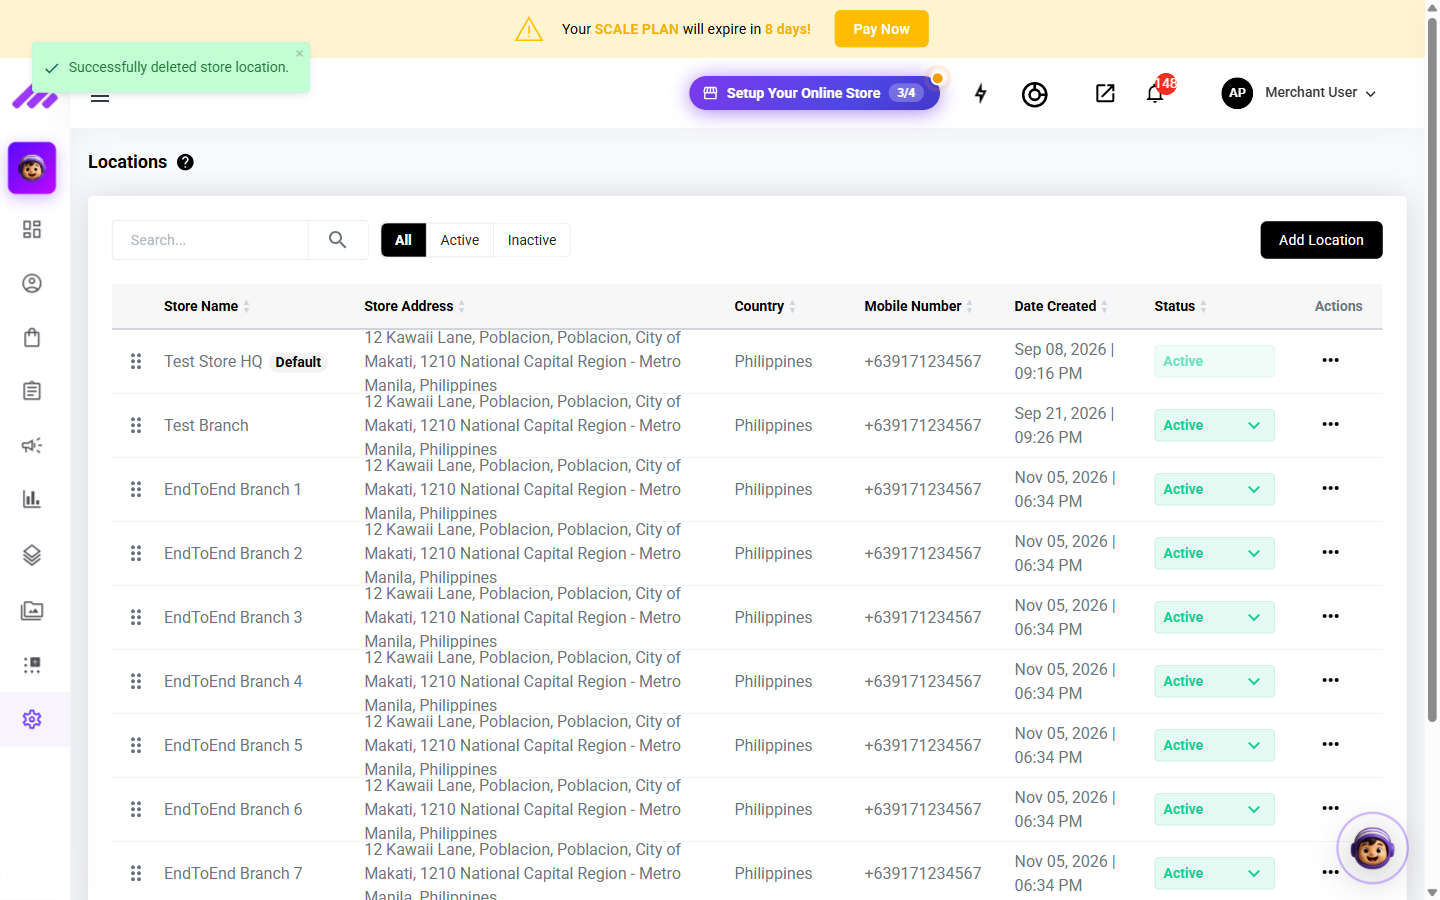 Your SCALE PLAN will expire in 8 days!
Pay Now
Successfully deleted store location.
×
Setup Your Online Store 3/4
148
AP
Merchant User
Locations ?
Search...
All
Active
Inactive
Add Location
Store Name
Store Address
Country
Mobile Number
Date Created
Status
Actions
Test Store HQ Default
12 Kawaii Lane, Poblacion, Poblacion, City of
Makati, 1210 National Capital Region - Metro
Manila, Philippines
Philippines
+639171234567
Sep 08, 2026 |
09:16 PM
Active
Test Branch
12 Kawaii Lane, Poblacion, Poblacion, City of
Makati, 1210 National Capital Region - Metro
Manila, Philippines
Philippines
+639171234567
Sep 21, 2026 |
09:26 PM
Active
EndToEnd Branch 1
12 Kawaii Lane, Poblacion, Poblacion, City of
Makati, 1210 National Capital Region - Metro
Manila, Philippines
Philippines
+639171234567
Nov 05, 2026 |
06:34 PM
Active
EndToEnd Branch 2
12 Kawaii Lane, Poblacion, Poblacion, City of
Makati, 1210 National Capital Region - Metro
Manila, Philippines
Philippines
+639171234567
Nov 05, 2026 |
06:34 PM
Active
EndToEnd Branch 3
12 Kawaii Lane, Poblacion, Poblacion, City of
Makati, 1210 National Capital Region - Metro
Manila, Philippines
Philippines
+639171234567
Nov 05, 2026 |
06:34 PM
Active
EndToEnd Branch 4
12 Kawaii Lane, Poblacion, Poblacion, City of
Makati, 1210 National Capital Region - Metro
Manila, Philippines
Philippines
+639171234567
Nov 05, 2026 |
06:34 PM
Active
EndToEnd Branch 5
12 Kawaii Lane, Poblacion, Poblacion, City of
Makati, 1210 National Capital Region - Metro
Manila, Philippines
Philippines
+639171234567
Nov 05, 2026 |
06:34 PM
Active
EndToEnd Branch 6
12 Kawaii Lane, Poblacion, Poblacion, City of
Makati, 1210 National Capital Region - Metro
Manila, Philippines
Philippines
+639171234567
Nov 05, 2026 |
06:34 PM
Active
EndToEnd Branch 7
12 Kawaii Lane, Poblacion, Poblacion, City of
Makati, 1210 National Capital Region - Metro
Manila, Philippines
Philippines
+639171234567
Nov 05, 2026 |
06:34 PM
Active